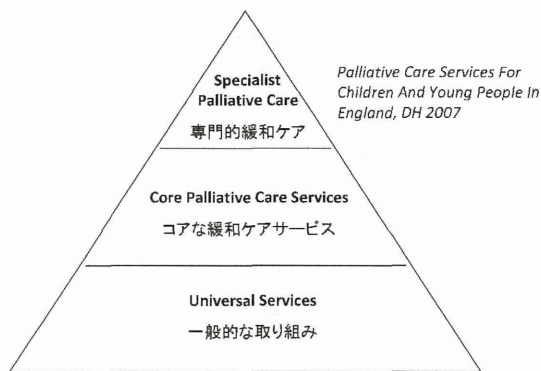 Specialist
Palliative Care
専門的緩和ケア
Palliative Care Services For
Children And Young People In
England, DH 2007
Core Palliative Care Services
コアな緩和ケアサービス
Universal Services
一般的な取り組み